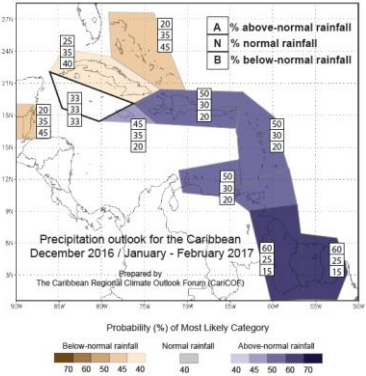 27N
24N
21N
18N
15N
12N
9N
6N
3N
90W
85W
80W
75W
70W
65W
60W
55W
50W
A % above-normal rainfall
N % normal rainfall
B % below-normal rainfall
20
35
45
25
35
40
33
33
33
20
35
45
45
35
20
50
30
20
50
30
20
50
30
20
60
25
15
60
25
15
Precipitation outlook for the Caribbean
December 2016 / January - February 2017
Prepared by
The Caribbean Regional Climate Outlook Forum (CariCOF)
Probability (%) of Most Likely Category
Below-normal rainfall Normal rainfall Above-normal rainfall
70 60 50 45 40 40 40 45 50 60 70